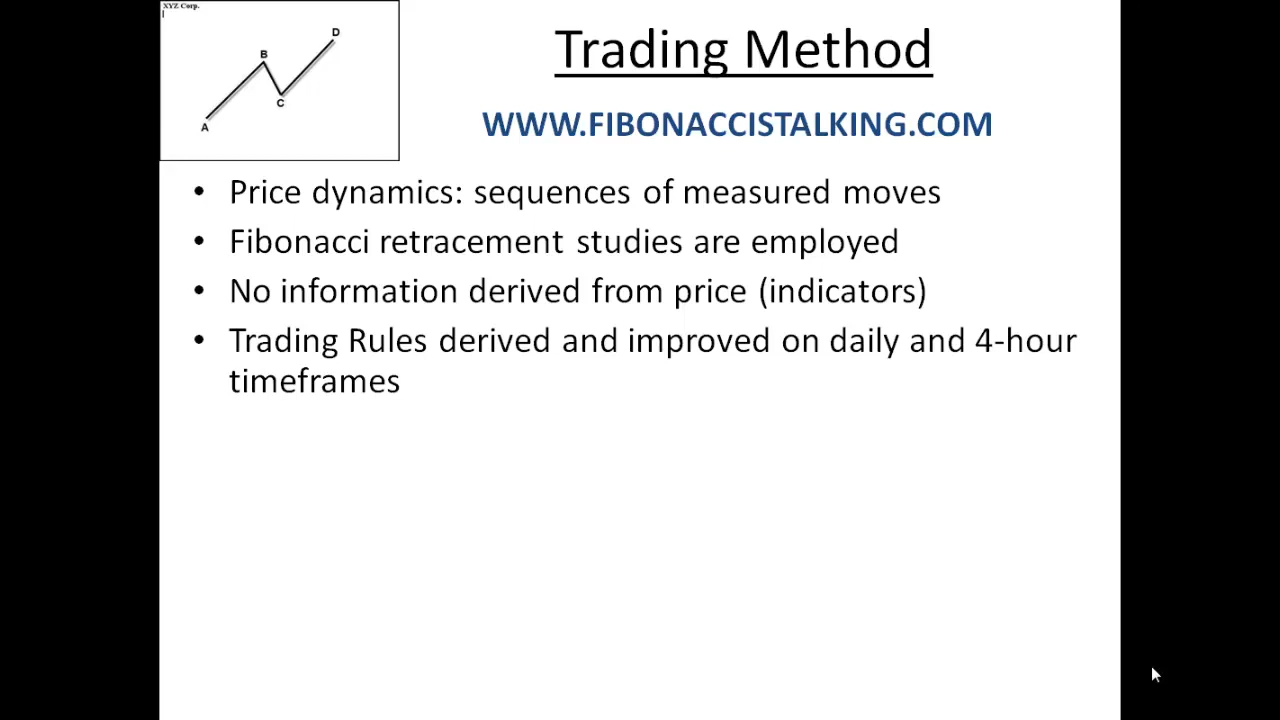 XYZ Corp.
A
B
C
D
Trading Method
WWW.FIBONACCISTALKING.COM
• Price dynamics: sequences of measured moves
• Fibonacci retracement studies are employed
• No information derived from price (indicators)
• Trading Rules derived and improved on daily and 4-hour
timeframes